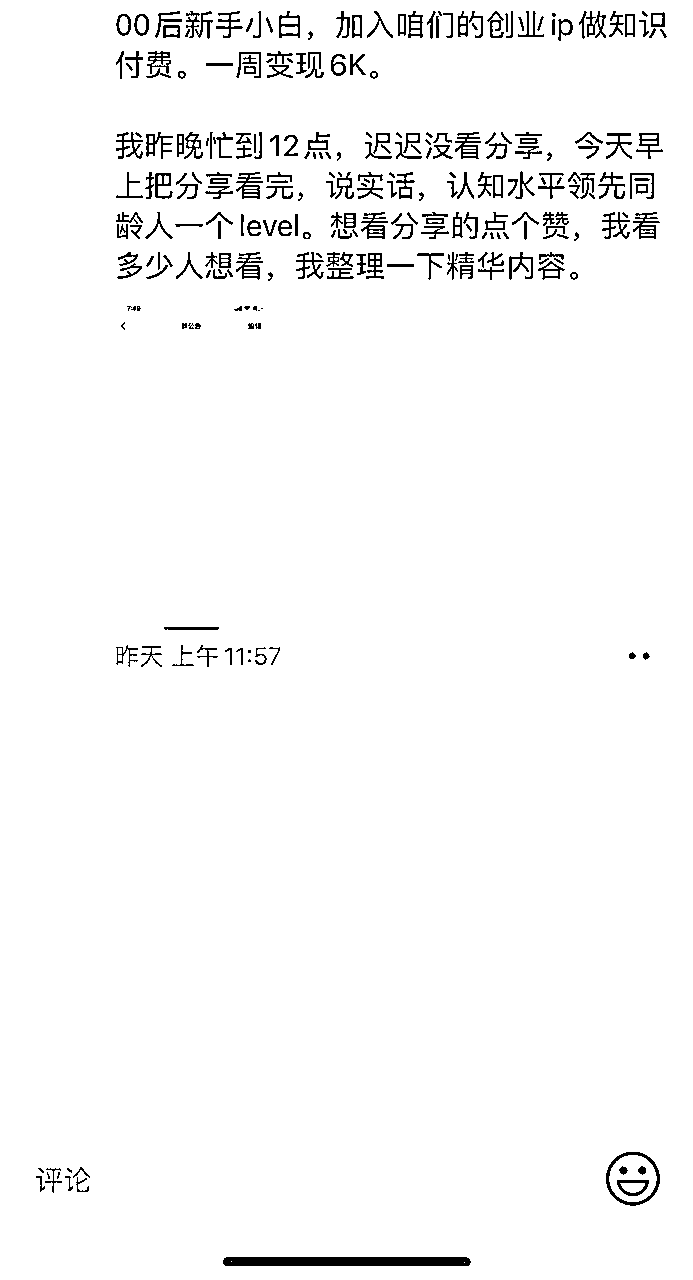 00后新手小白，加入咱们的创业ip做知识
付费。一周变现6K。
我昨晚忙到12点，迟迟没看分享，今天早
上把分享看完，说实话，认知水平领先同
龄人一个level。想看分享的点个赞，我看
多少人想看，我整理一下精华内容。
7:49
群公告
昨天 上午11:57
评论